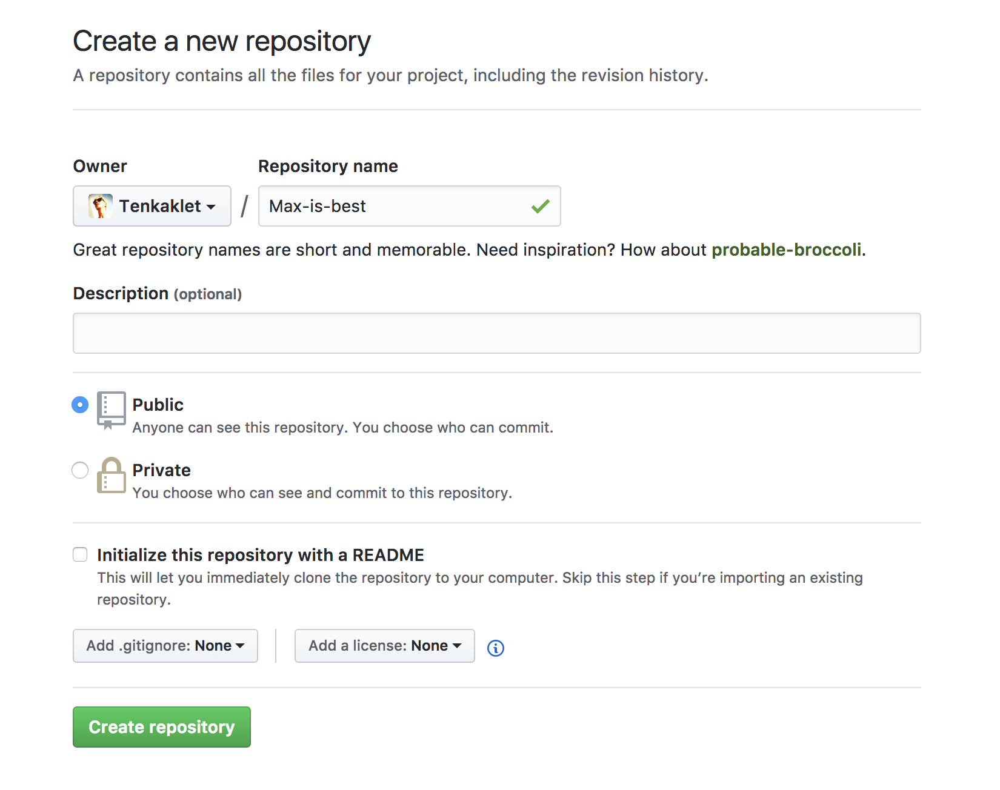 Create a new repository
A repository contains all the files for your project, including the revision history.
Owner Repository name
Tenkaklet / Max-is-best
Great repository names are short and memorable. Need inspiration? How about probable-broccoli.
Description (optional)
Public
Anyone can see this repository. You choose who can commit.
Private
You choose who can see and commit to this repository.
Initialize this repository with a README
This will let you immediately clone the repository to your computer. Skip this step if you’re importing an existing
repository.
Add .gitignore: None Add a license: None
Create repository